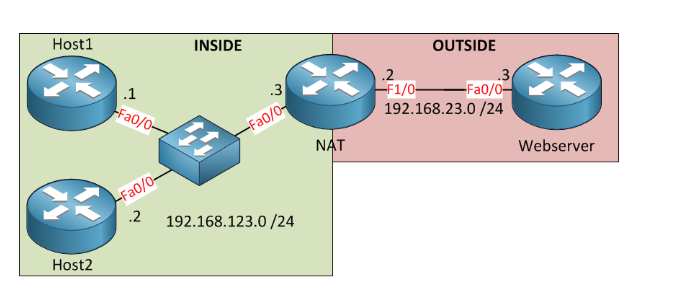 INSIDE
OUTSIDE
Host1
.1
Fa0/0
.3
Fa0/0
NAT
.2
F1/0
192.168.23.0 /24
.3
Fa0/0
Webserver
Fa0/0
.2
192.168.123.0 /24
Host2